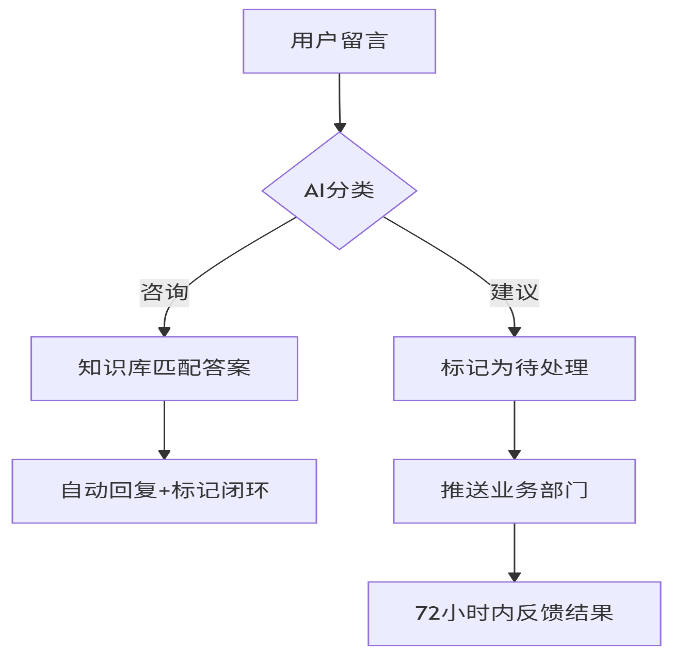 用户留言
AI分类
咨询
建议
知识库匹配答案
标记为待处理
自动回复+标记闭环
推送业务部门
72小时内反馈结果